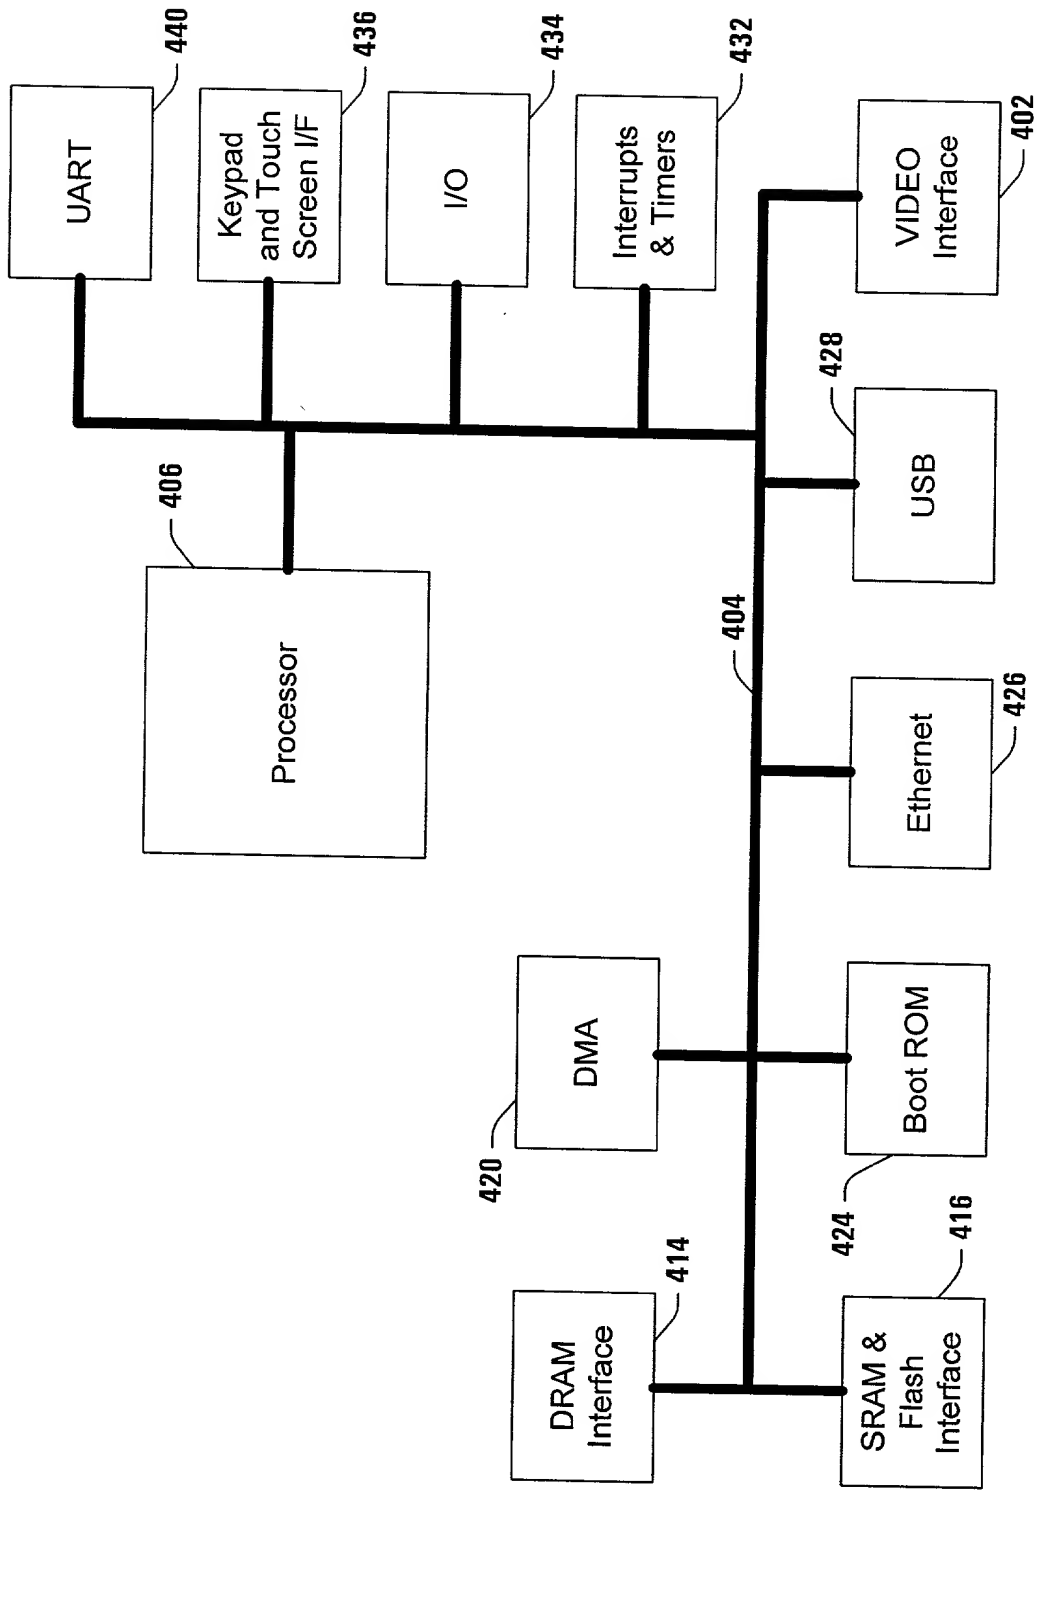 DRAM
Interface
414
SRAM &
Flash
Interface
416
DMA
420
Boot ROM
424
Ethernet
426
404
USB
428
VIDEO
Interface
402
Processor
406
UART
440
Keypad
and Touch
Screen I/F
436
I/O
434
Interrupts
& Timers
432